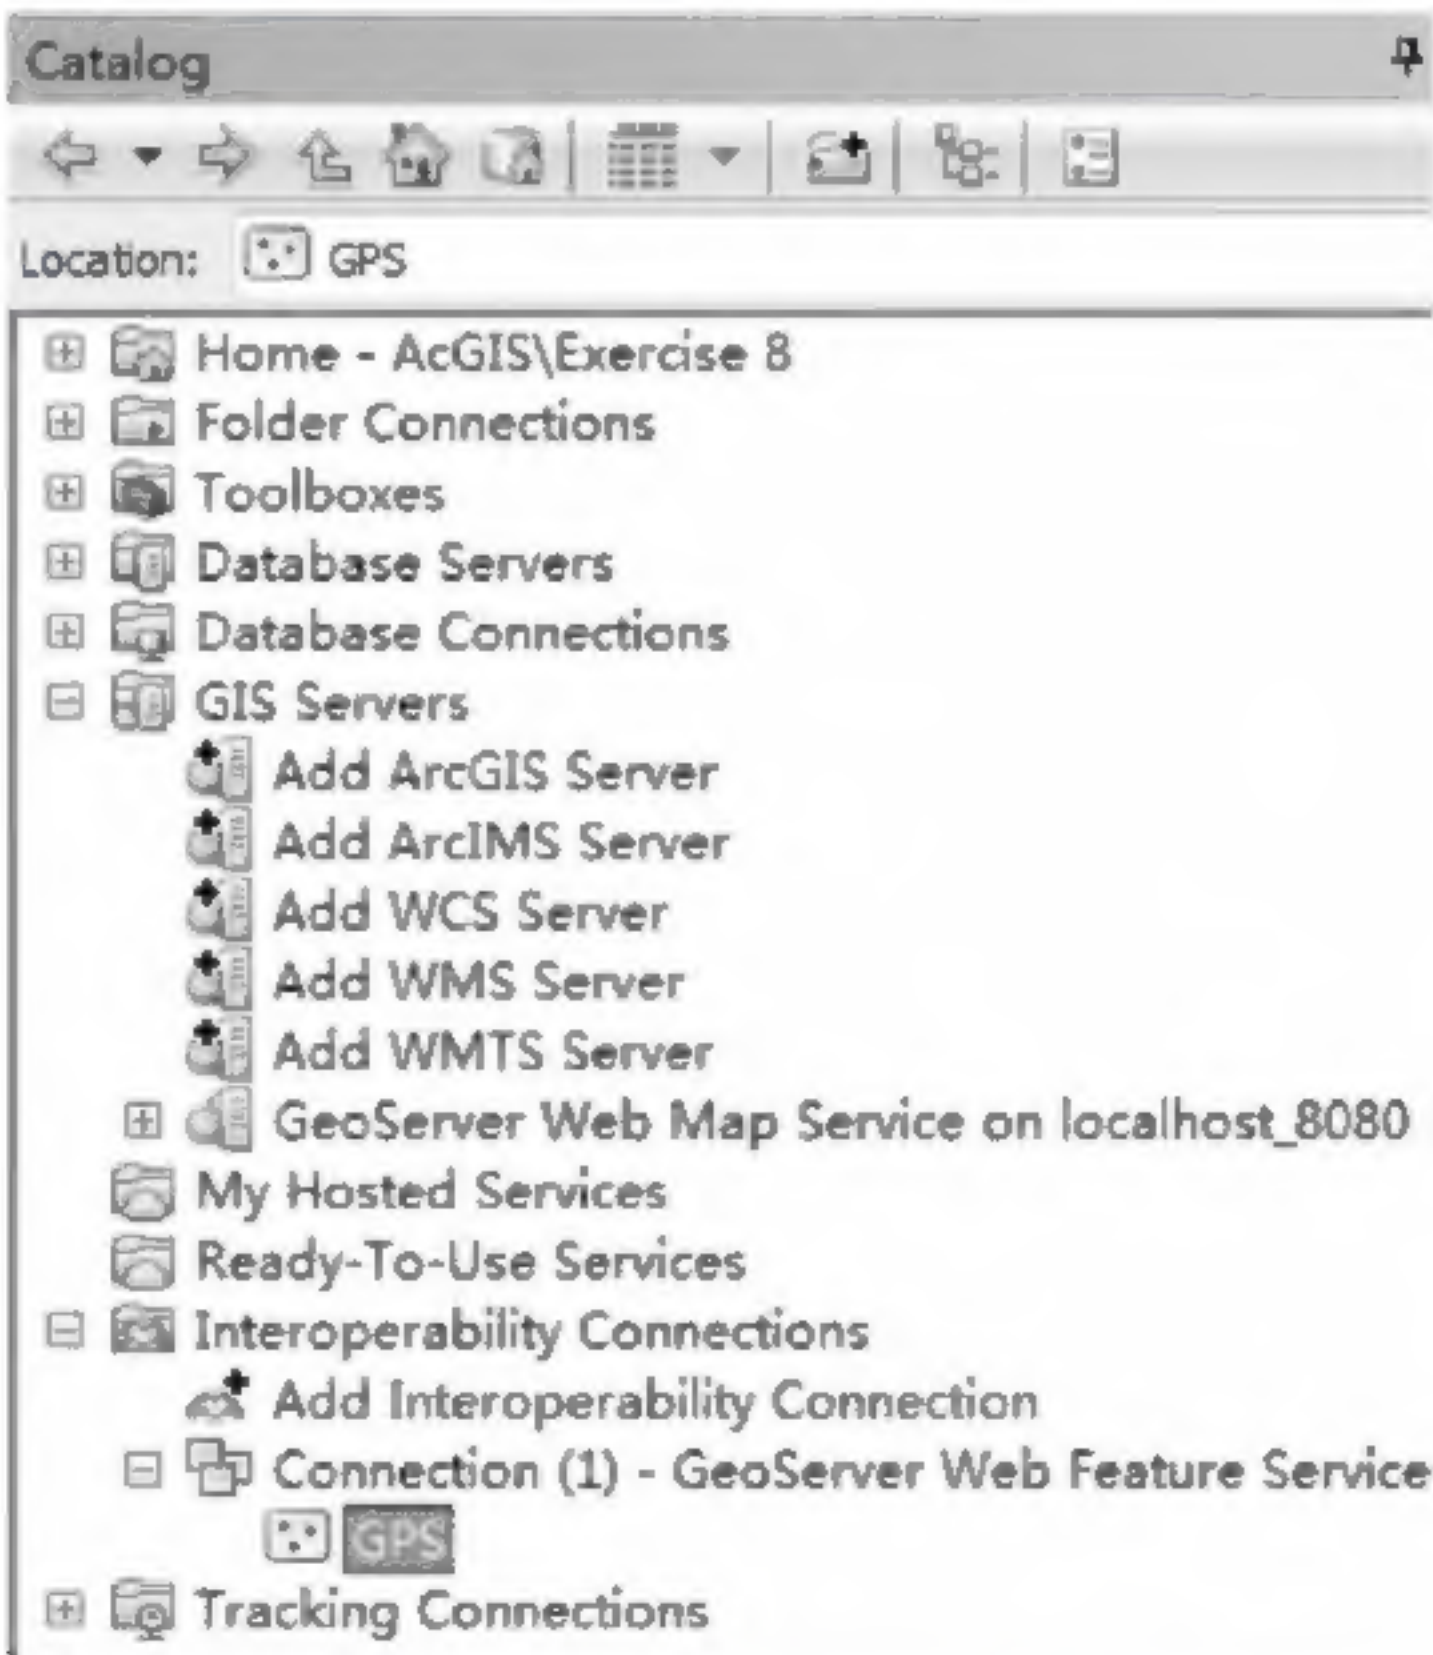 Catalog
Location: GPS
Home - AcGIS\Exercise 8
Folder Connections
Toolboxes
Database Servers
Database Connections
GIS Servers
Add ArcGIS Server
Add ArcIMS Server
Add WCS Server
Add WMS Server
Add WMTS Server
GeoServer Web Map Service on localhost_8080
My Hosted Services
Ready-To-Use Services
Interoperability Connections
Add Interoperability Connection
Connection (1) - GeoServer Web Feature Service
GPS
Tracking Connections